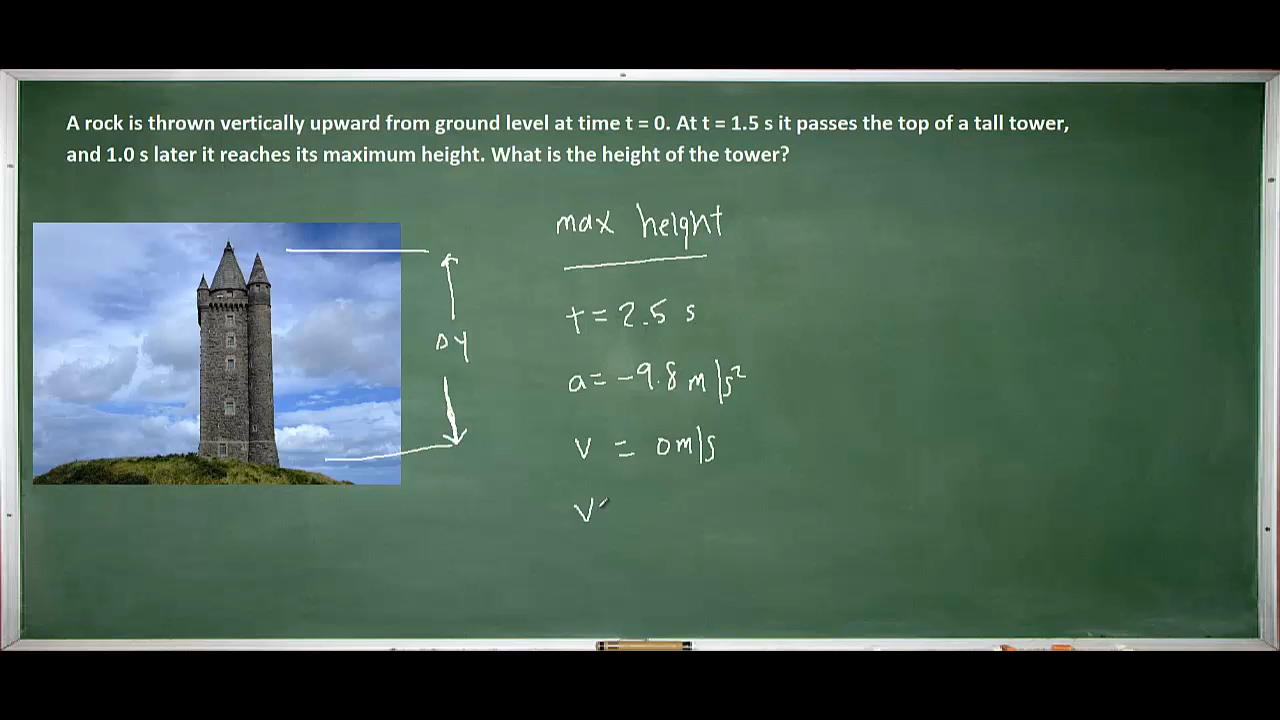 A rock is thrown vertically upward from ground level at time t = 0. At t = 1.5 s it passes the top of a tall tower,
and 1.0 s later it reaches its maximum height. What is the height of the tower?
max height
Δy
t = 2.5 s
a = -9.8 m/s²
v = 0 m/s
v